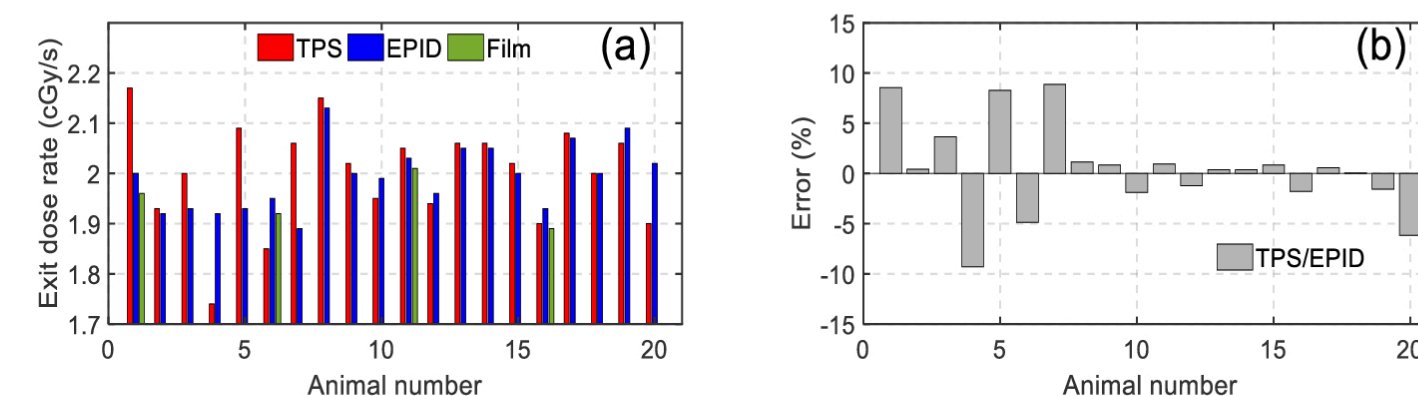 TPS EPID Film (a)
Exit dose rate (cGy/s)
2.2
2.1
2
1.9
1.8
1.7
0 5 10 15 20
Animal number
(b)
Error (%)
15
10
5
0
-5
-10
-15
TPS/EPID
0 5 10 15 20
Animal number